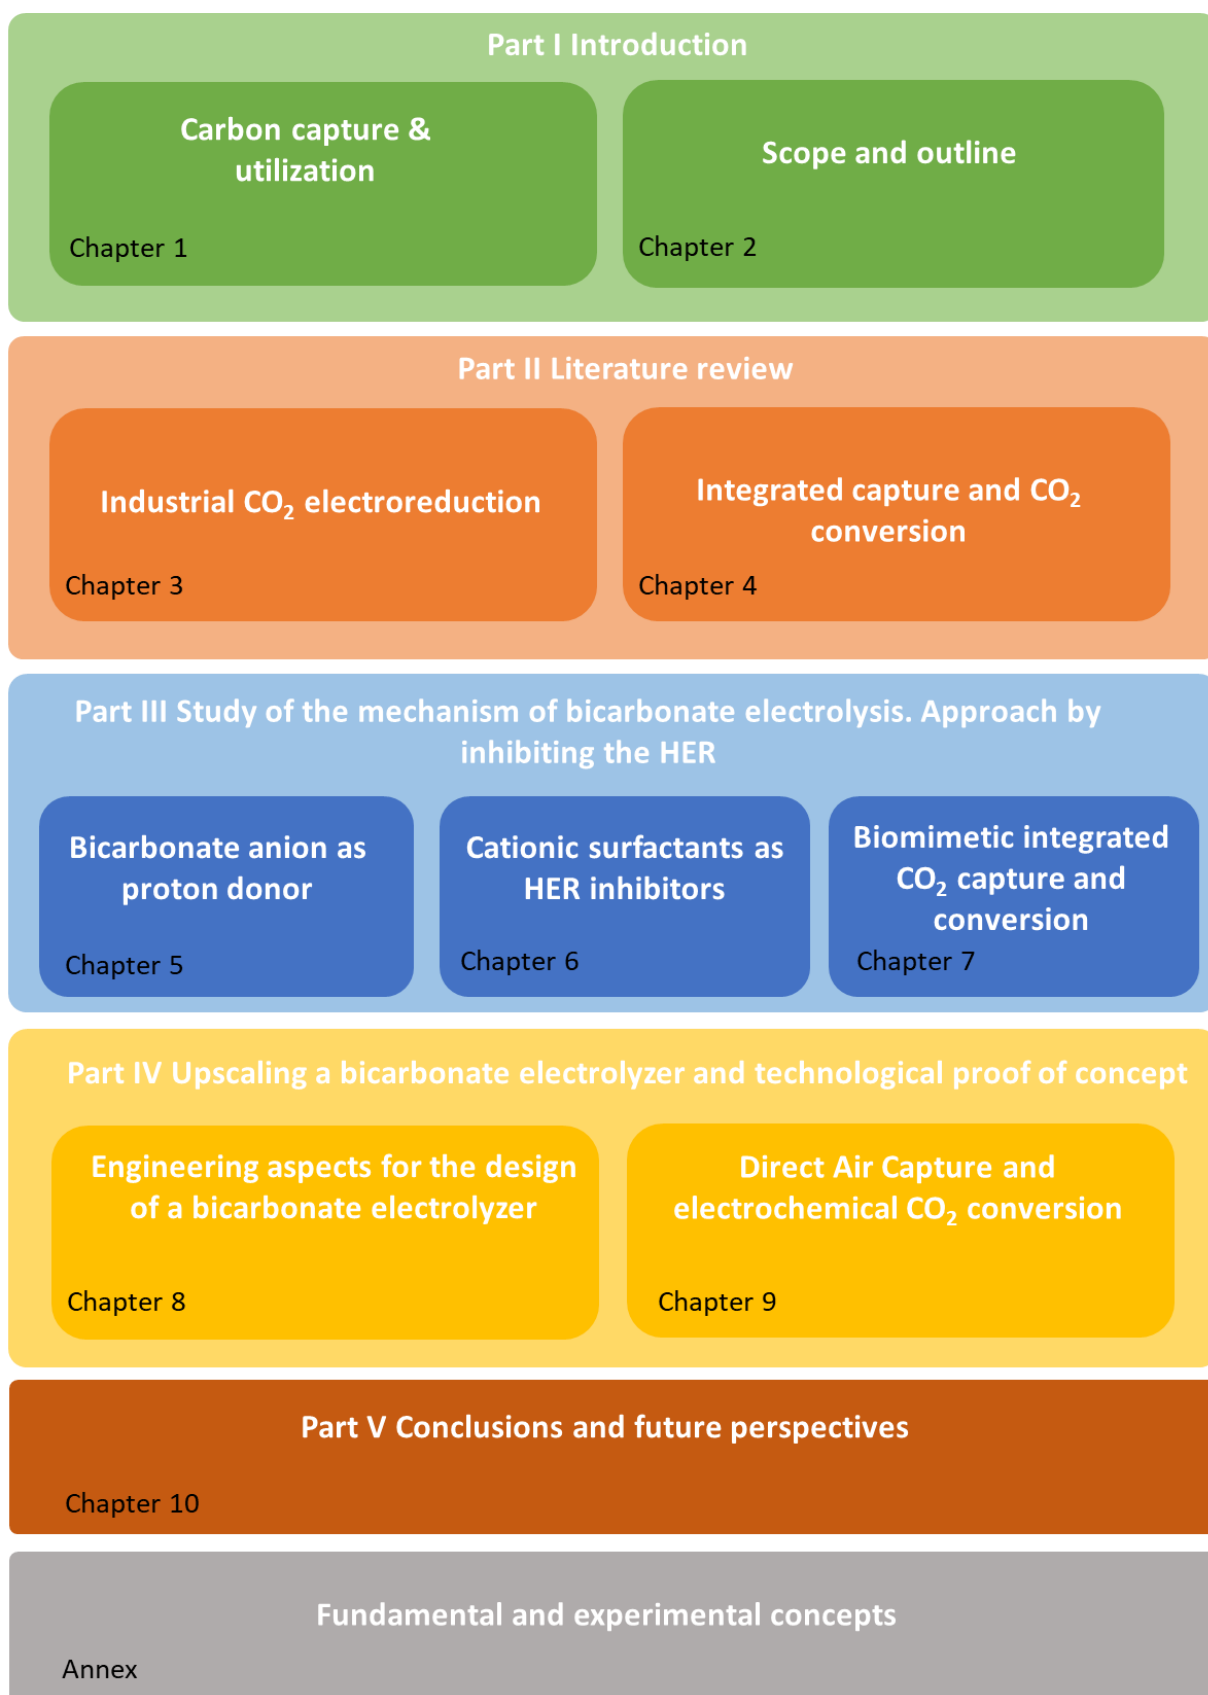 Part I Introduction
Carbon capture &
utilization
Chapter 1
Scope and outline
Chapter 2
Part II Literature review
Industrial CO₂ electroreduction
Chapter 3
Integrated capture and CO₂
conversion
Chapter 4
Part III Study of the mechanism of bicarbonate electrolysis. Approach by
inhibiting the HER
Bicarbonate anion as
proton donor
Chapter 5
Cationic surfactants as
HER inhibitors
Chapter 6
Biomimetic integrated
CO₂ capture and
conversion
Chapter 7
Part IV Upscaling a bicarbonate electrolyzer and technological proof of concept
Engineering aspects for the design
of a bicarbonate electrolyzer
Chapter 8
Direct Air Capture and
electrochemical CO₂ conversion
Chapter 9
Part V Conclusions and future perspectives
Chapter 10
Fundamental and experimental concepts
Annex